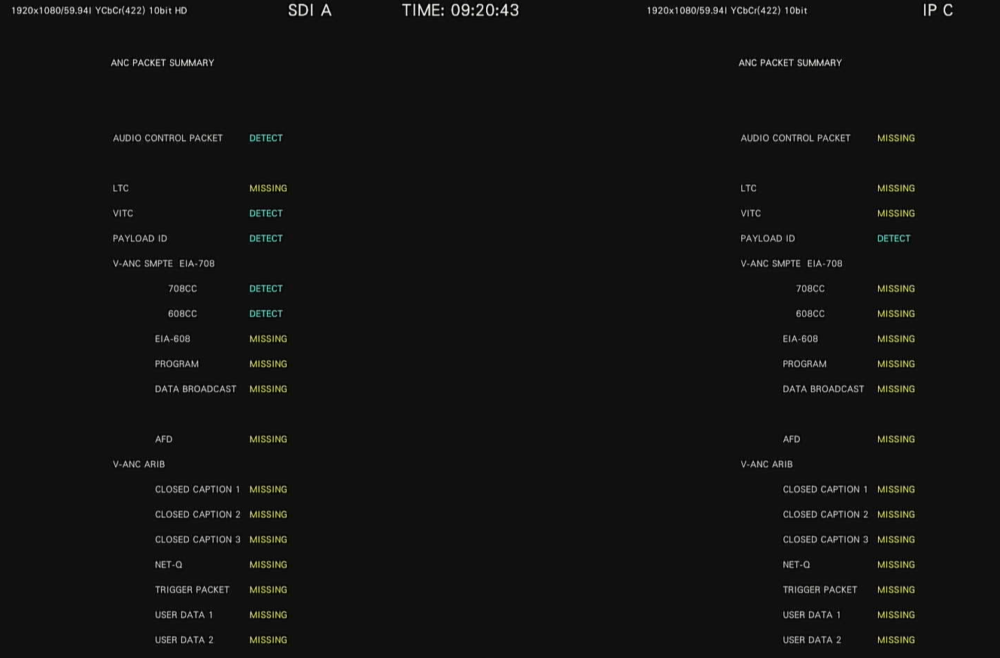 1920x1080/59.94I YCbCr(422) 10bit HD SDI A TIME: 09:20:43 1920x1080/59.94I YCbCr(422) 10bit IP C
ANC PACKET SUMMARY ANC PACKET SUMMARY
AUDIO CONTROL PACKET DETECT AUDIO CONTROL PACKET MISSING
LTC MISSING LTC MISSING
VITC DETECT VITC MISSING
PAYLOAD ID DETECT PAYLOAD ID DETECT
V-ANC SMPTE EIA-708 V-ANC SMPTE EIA-708
708CC DETECT 708CC MISSING
608CC DETECT 608CC MISSING
EIA-608 MISSING EIA-608 MISSING
PROGRAM MISSING PROGRAM MISSING
DATA BROADCAST MISSING DATA BROADCAST MISSING
AFD MISSING AFD MISSING
V-ANC ARIB V-ANC ARIB
CLOSED CAPTION 1 MISSING CLOSED CAPTION 1 MISSING
CLOSED CAPTION 2 MISSING CLOSED CAPTION 2 MISSING
CLOSED CAPTION 3 MISSING CLOSED CAPTION 3 MISSING
NET-Q MISSING NET-Q MISSING
TRIGGER PACKET MISSING TRIGGER PACKET MISSING
USER DATA 1 MISSING USER DATA 1 MISSING
USER DATA 2 MISSING USER DATA 2 MISSING